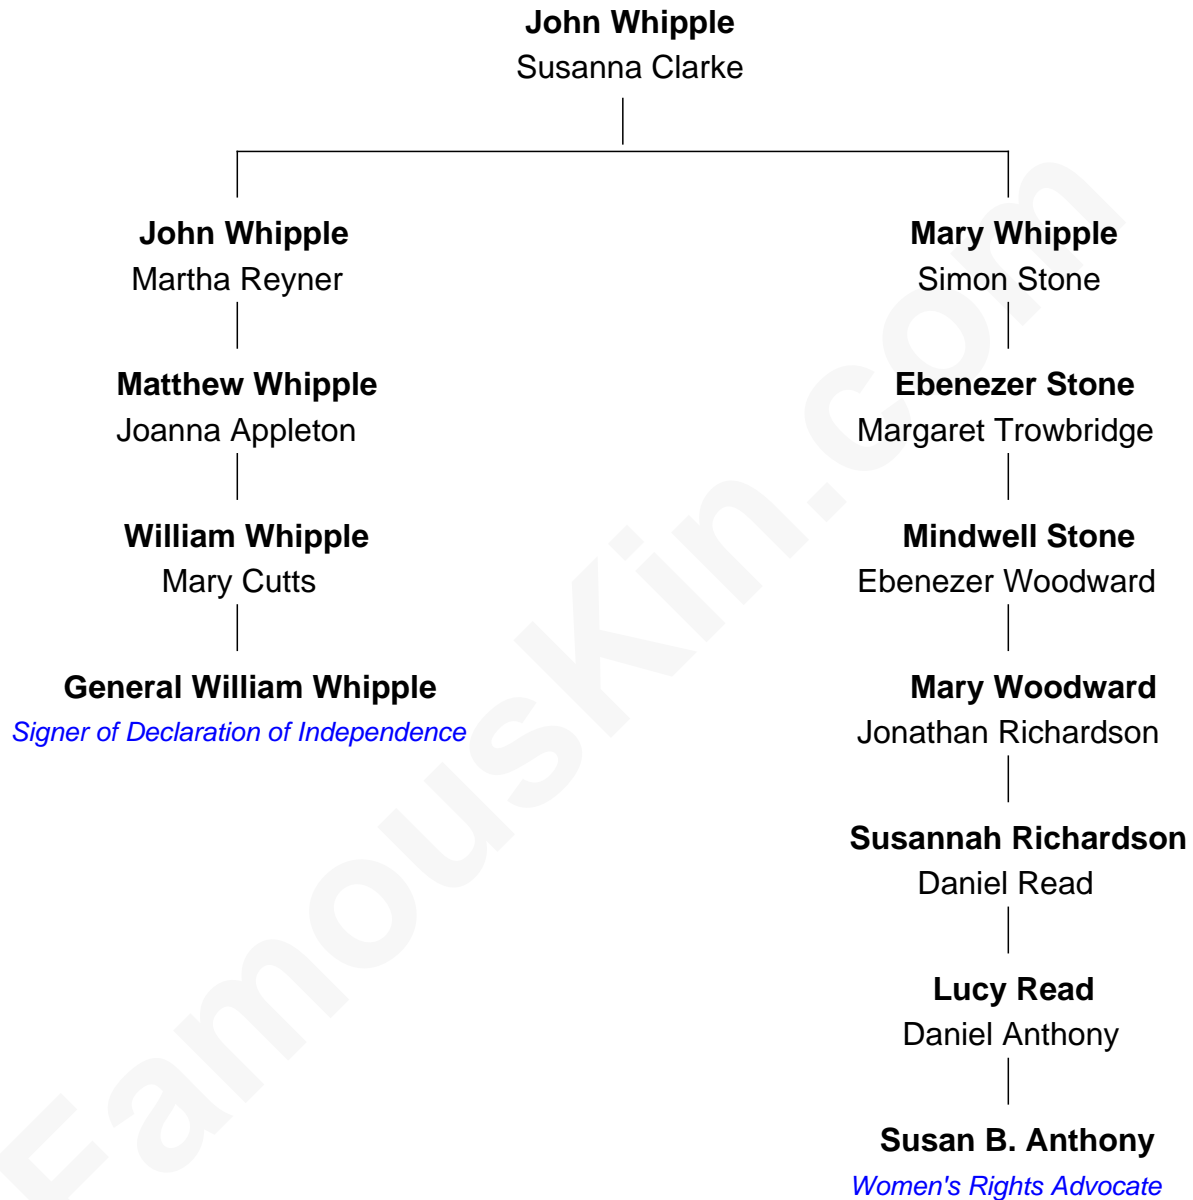 John Whipple
Susanna Clarke
John Whipple
Martha Reyner
Matthew Whipple
Joanna Appleton
William Whipple
Mary Cutts
General William Whipple
Signer of Declaration of Independence
Mary Whipple
Simon Stone
Ebenezer Stone
Margaret Trowbridge
Mindwell Stone
Ebenezer Woodward
Mary Woodward
Jonathan Richardson
Susannah Richardson
Daniel Read
Lucy Read
Daniel Anthony
Susan B. Anthony
Women's Rights Advocate
FamousKin.com